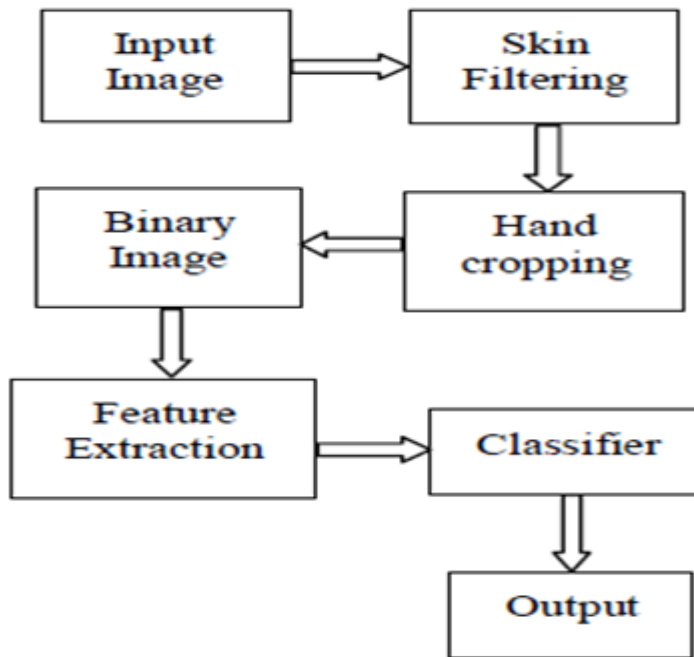 Input
Image
Skin
Filtering
Hand
cropping
Binary
Image
Feature
Extraction
Classifier
Output